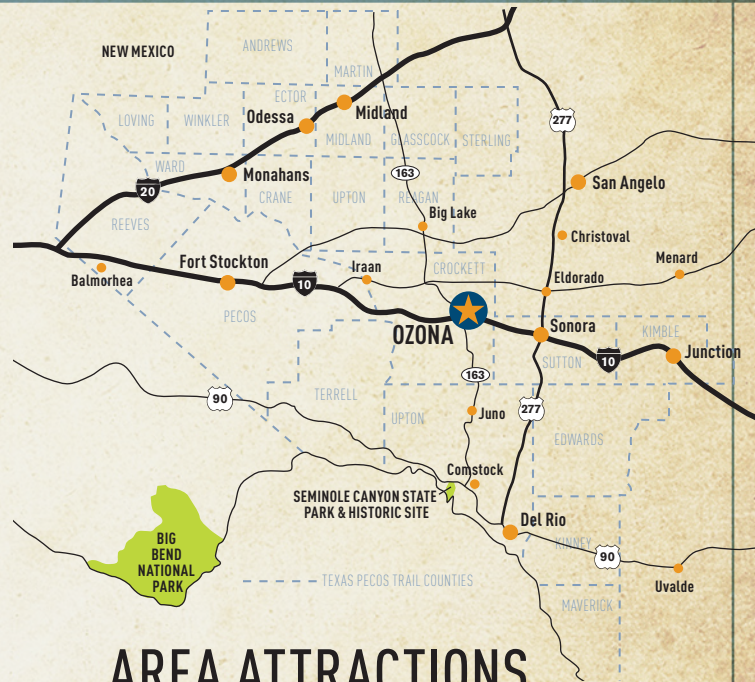 NEW MEXICO
ANDREWS
MARTIN
ECTOR
LOVING
WINKLER
Odessa
Midland
MIDLAND
GLASSCOCK
STERLING
277
WARD
Monahans
163
20
CRANE
UPTON
REAGAN
San Angelo
REEVES
Big Lake
Christoval
Fort Stockton
Iraan
CROCKETT
Eldorado
Menard
Balmorhea
10
PECOS
OZONA
Sonora
KIMBLE
SUTTON
10
Junction
163
90
TERRELL
UPTON
Juno
277
EDWARDS
Comstock
SEMINOLE CANYON STATE
PARK & HISTORIC SITE
Del Rio
BIG
BEND
NATIONAL
PARK
KINNEY
90
Uvalde
TEXAS PECOS TRAIL COUNTIES
MAVERICK
AREA ATTRACTIONS